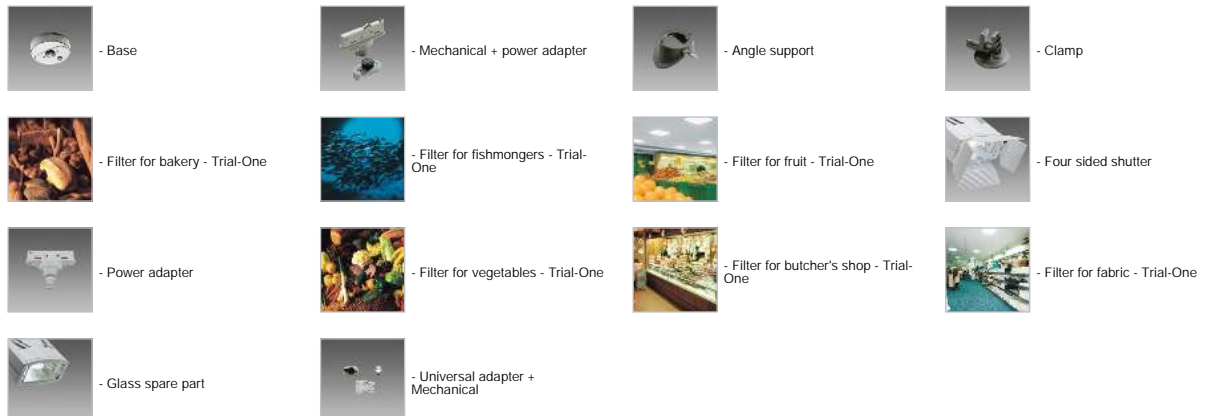 - Base
- Mechanical + power adapter
- Angle support
- Clamp
- Filter for bakery - Trial-One
- Filter for fishmongers - Trial-
One
- Filter for fruit - Trial-One
- Four sided shutter
- Power adapter
- Filter for vegetables - Trial-One
- Filter for butcher's shop - Trial-
One
- Filter for fabric - Trial-One
- Glass spare part
- Universal adapter +
Mechanical